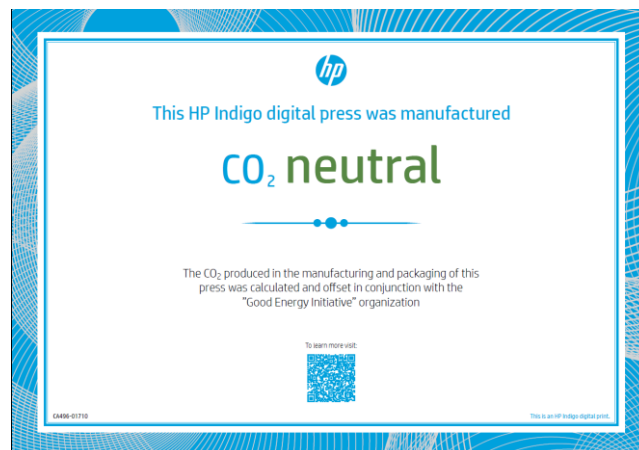 hp
This HP Indigo digital press was manufactured
CO₂ neutral
The CO₂ produced in the manufacturing and packaging of this
press was calculated and offset in conjunction with the
"Good Energy Initiative" organization
To learn more visit:
CA496-01710
This is an HP Indigo digital print.